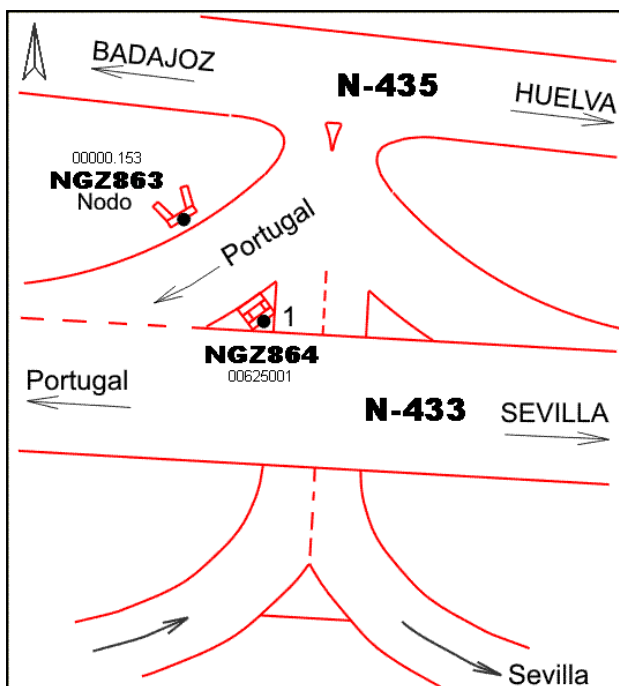 BADAJOZ
N-435
HUELVA
00000.153
NGZ863
Nodo
Portugal
1
NGZ864
00625001
Portugal
N-433
SEVILLA
Sevilla